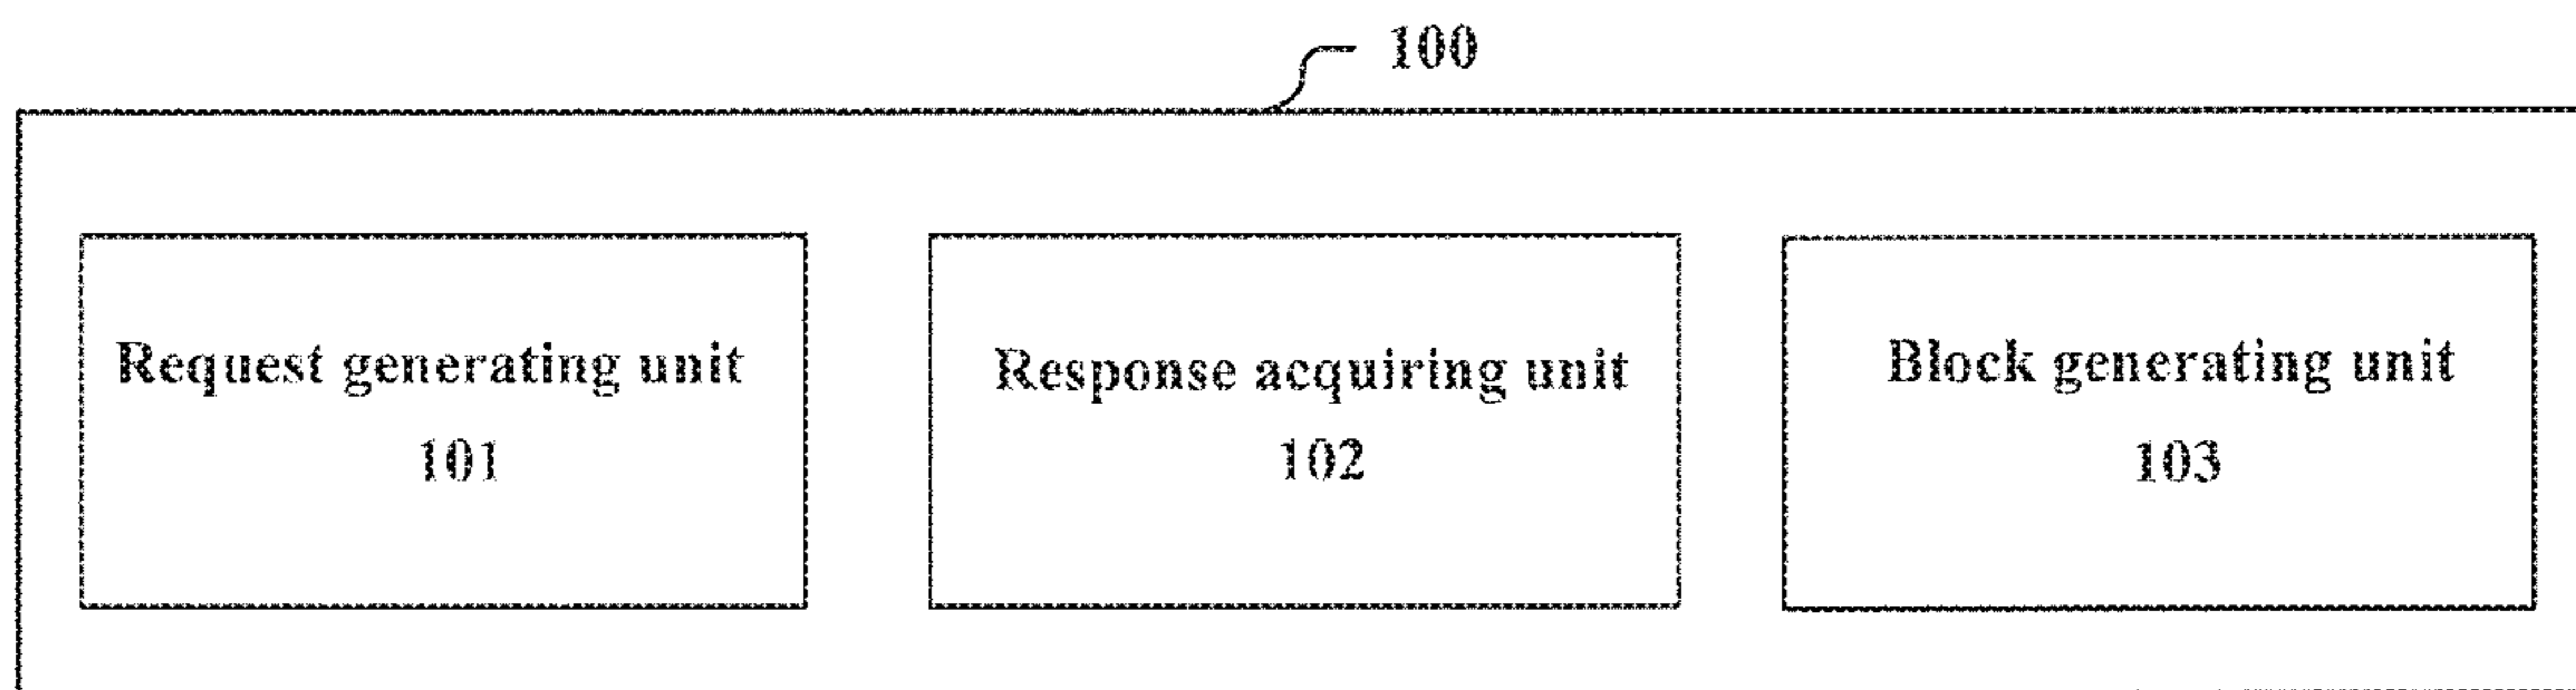 100
Request generating unit
101
Response acquiring unit
102
Block generating unit
103